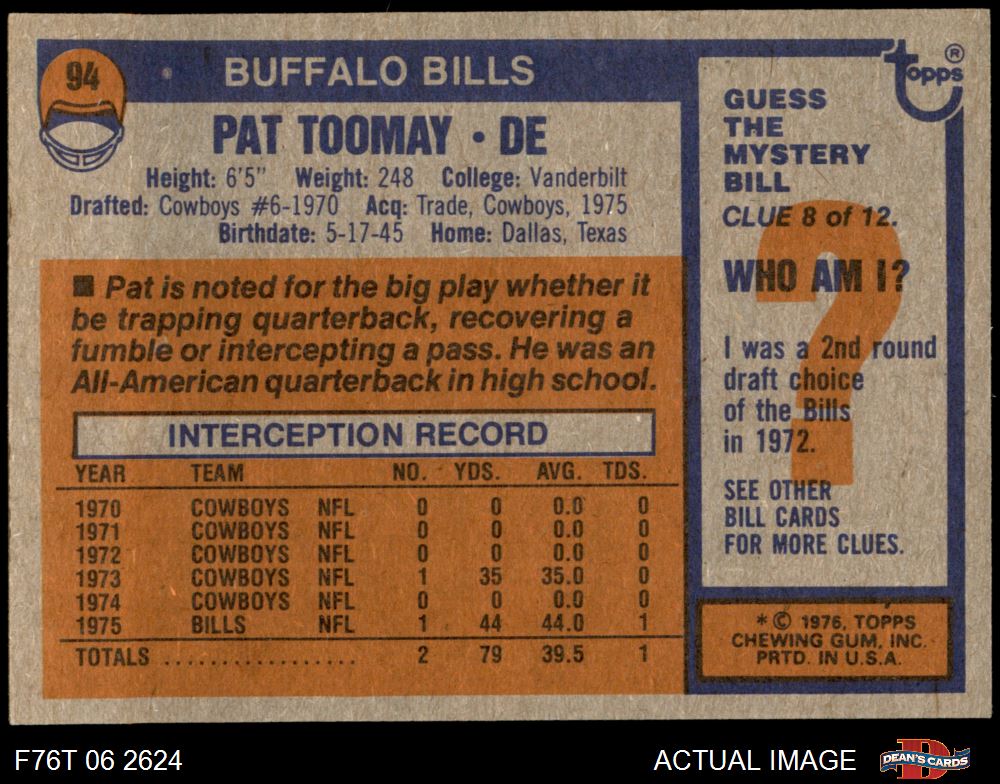 94
BUFFALO BILLS
PAT TOOMAY • DE
Height: 6'5" Weight: 248 College: Vanderbilt
Drafted: Cowboys #6-1970 Acq: Trade, Cowboys, 1975
Birthdate: 5-17-45 Home: Dallas, Texas
■ Pat is noted for the big play whether it
be trapping quarterback, recovering a
fumble or intercepting a pass. He was an
All-American quarterback in high school.
INTERCEPTION RECORD
YEAR TEAM NO. YDS. AVG. TDS.
1970 COWBOYS NFL 0 0 0.0 0
1971 COWBOYS NFL 0 0 0.0 0
1972 COWBOYS NFL 0 0 0.0 0
1973 COWBOYS NFL 1 35 35.0 0
1974 COWBOYS NFL 0 0 0.0 0
1975 BILLS NFL 1 44 44.0 1
TOTALS ................. 2 79 39.5 1
topps ®
GUESS
THE
MYSTERY
BILL
CLUE 8 of 12.
?
WHO AM I?
I was a 2nd round
draft choice
of the Bills
in 1972.
SEE OTHER
BILL CARDS
FOR MORE CLUES.
* © 1976, TOPPS
CHEWING GUM, INC.
PRTD. IN U.S.A.
F76T 06 2624
ACTUAL IMAGE
D
DEAN'S CARDS